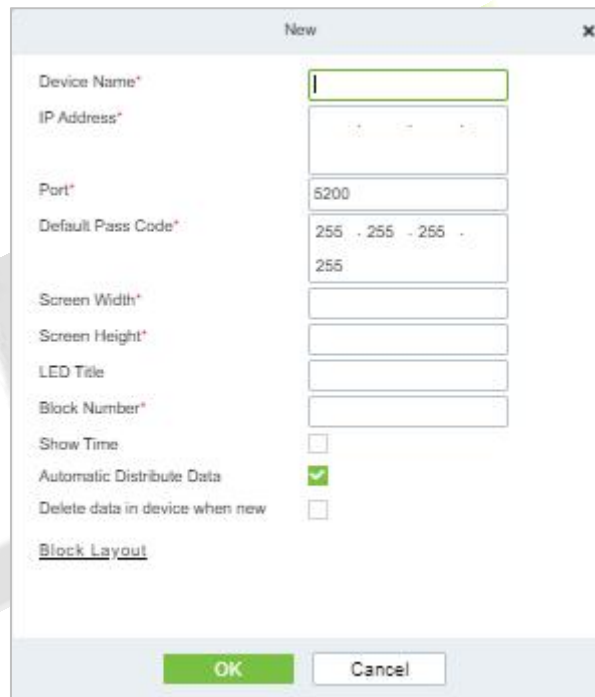 New
Device Name*
IP Address*
. . .
Port* 5200
Default Pass Code* 255 . 255 . 255 .
255
Screen Width*
Screen Height*
LED Title
Block Number*
Show Time
Automatic Distribute Data
Delete data in device when new
Block Layout
OK Cancel